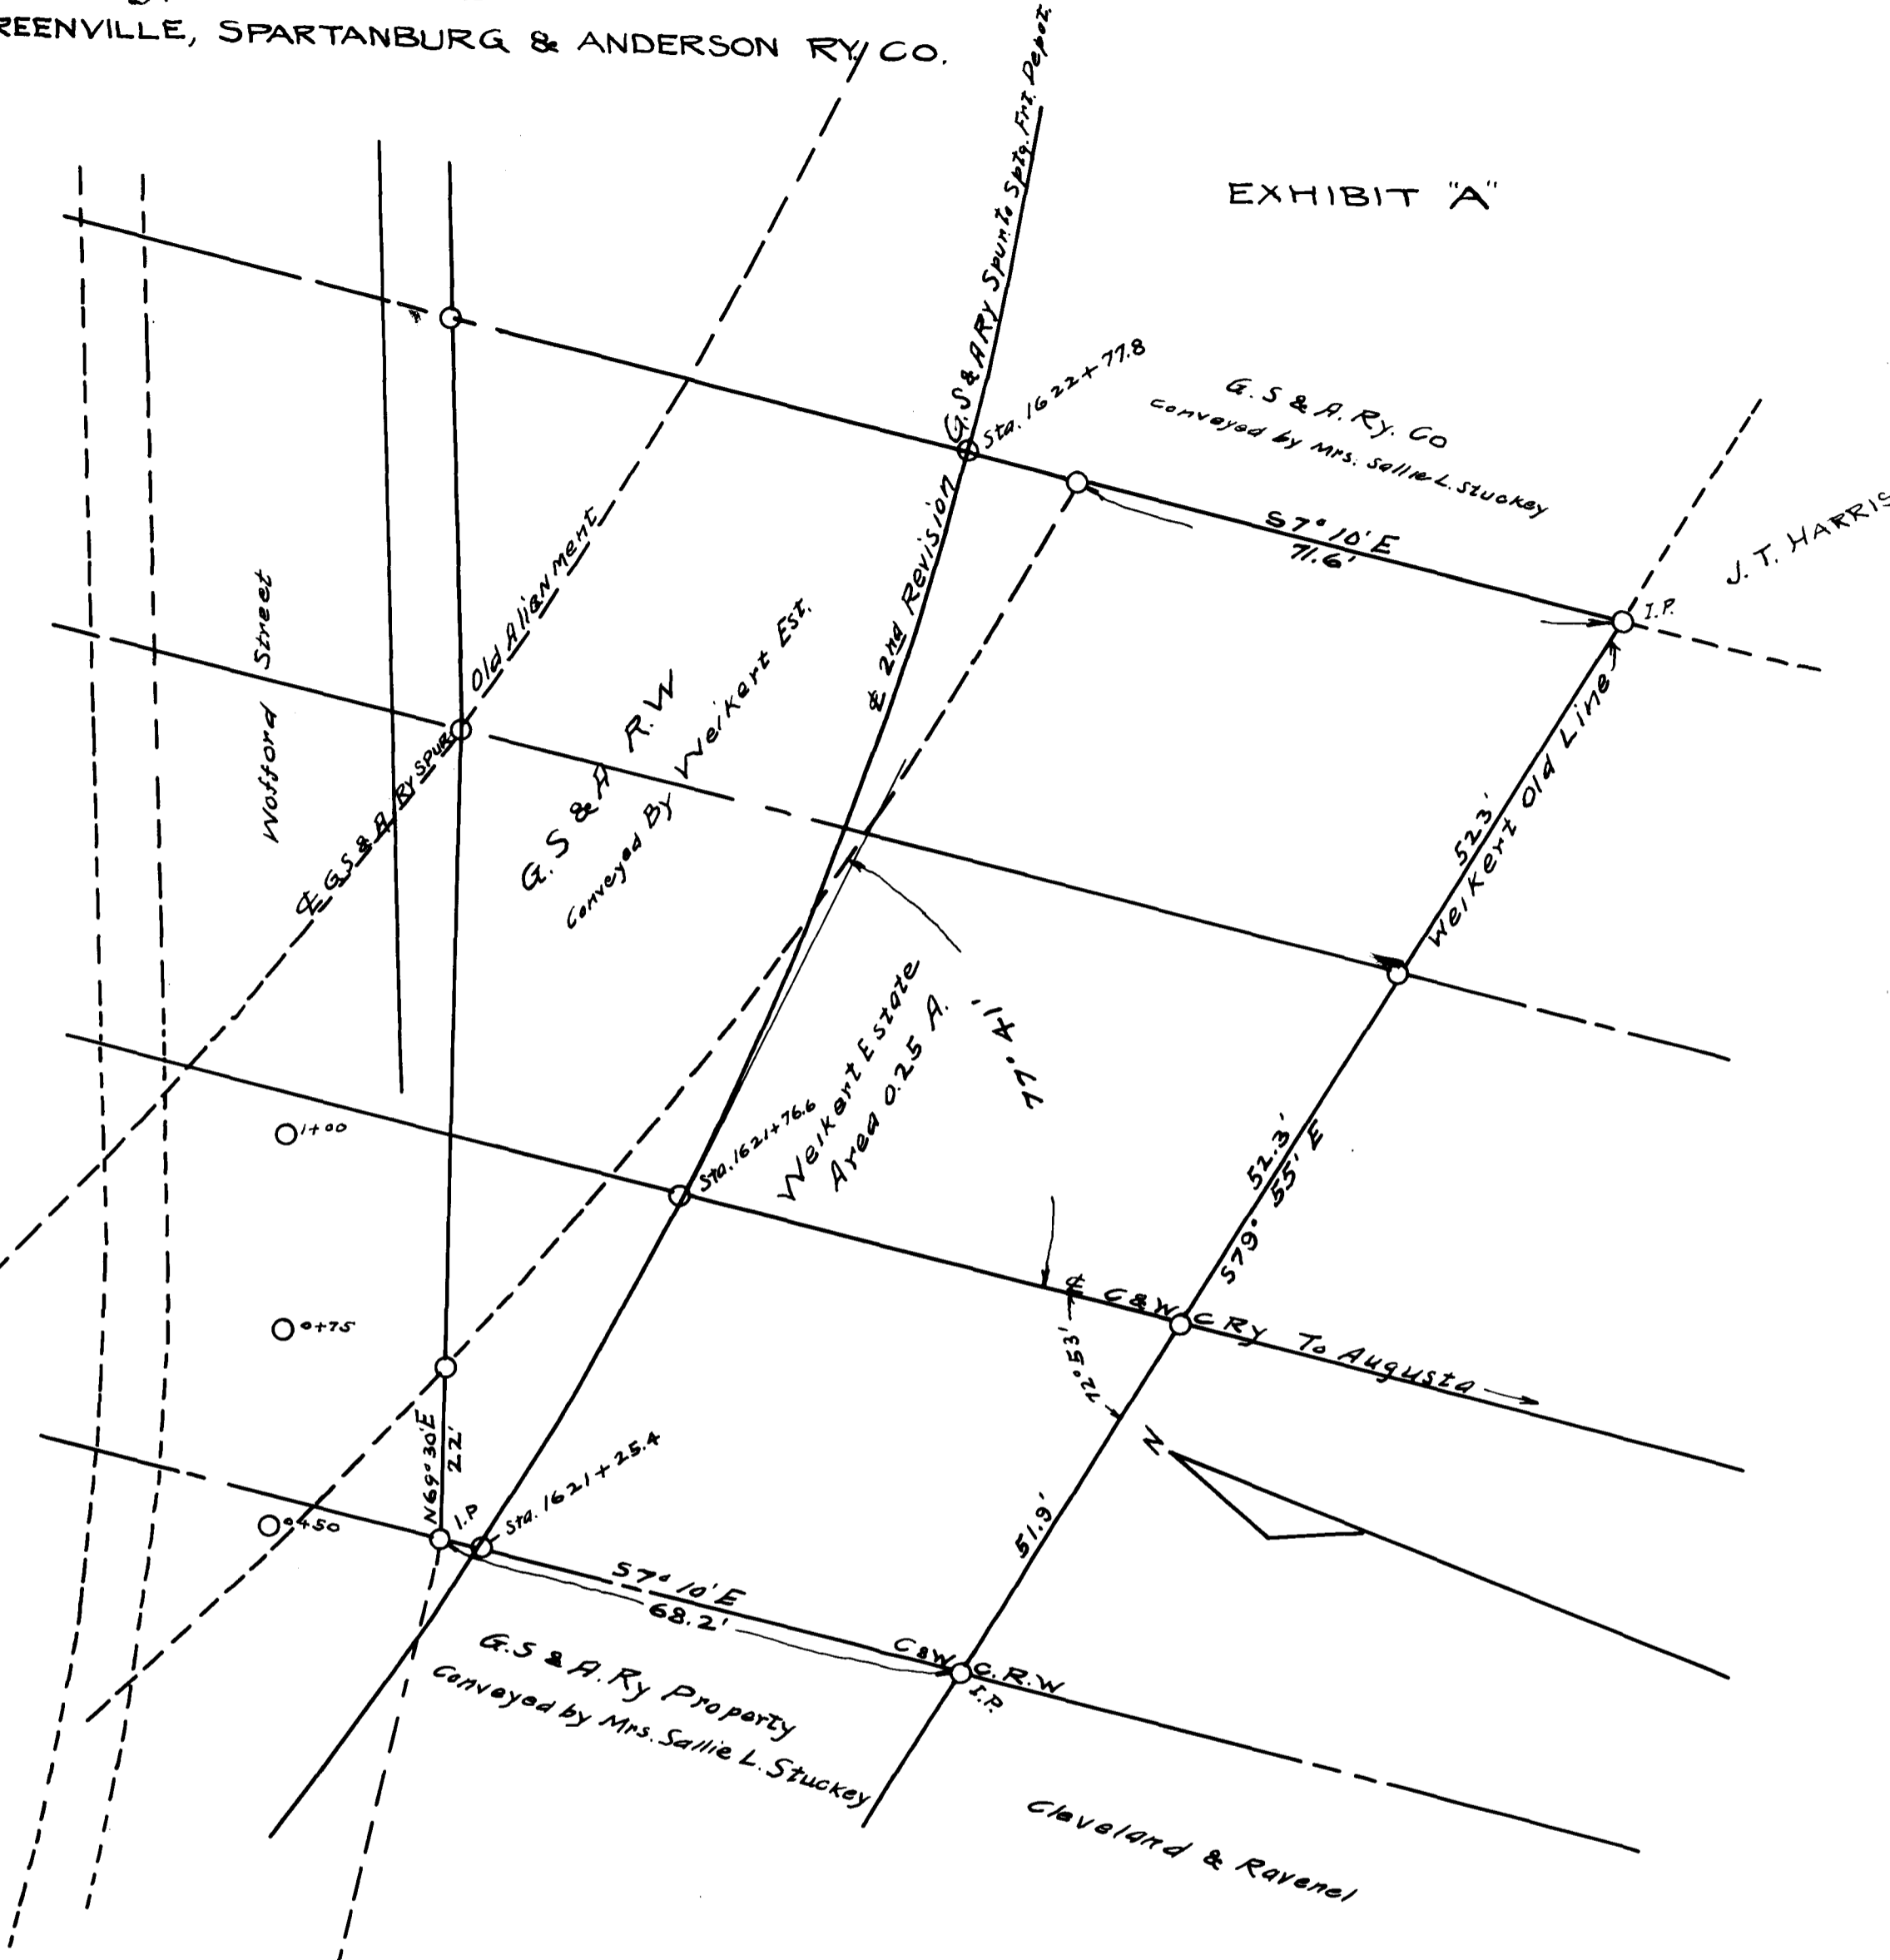 REENVILLE, SPARTANBURG & ANDERSON RY. CO.
EXHIBIT "A"
G.S & A Ry Spur to Sptg. Frt. Depot.
Sta. 1622+77.8
G. S & A. Ry. Co
Conveyed by Mrs. Sallie L. Stuckey
S7° 10' E
71.6'
J. T. HARRIS
I.P.
Old Alignment
℄ G.S & A Ry SPUR
Wofford Street
℄ 2nd Revision
G. S & A R.W
Conveyed By Weikert Est.
52.3'
Weikert Old Line
Weikert Estate
Area 0.25 A.
77° 41'
1+00
Sta. 1621+76.6
52.3'
S79° 55' E
0+75
℄ C & W C Ry To Augusta
72° 53'
N
N69° 30' E
22'
I.P
Sta. 1621+25.4
0+50
51.9'
S7° 10' E
68.2'
C & W C. R.W
I.P.
G.S & A. Ry Property
Conveyed by Mrs. Sallie L. Stuckey
Cleveland & Ravenel